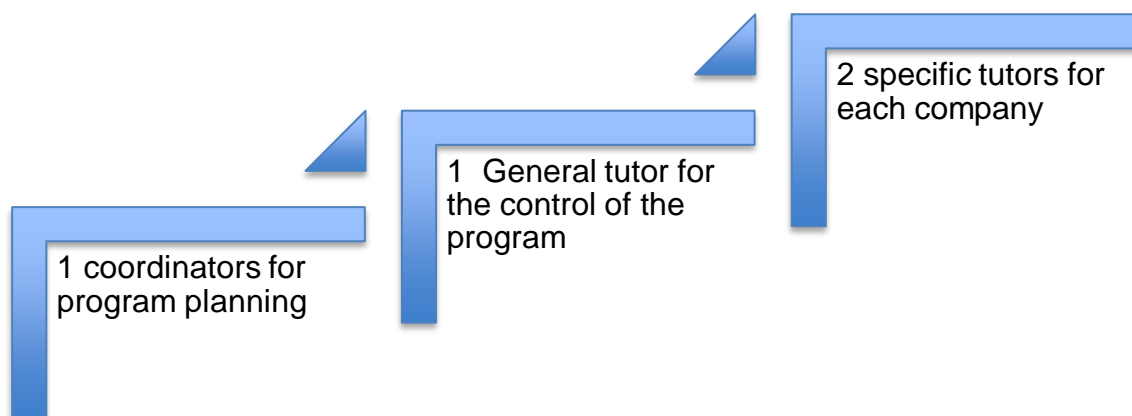 1 coordinators for
program planning
1  General tutor for
the control of the
program
2 specific tutors for
each company